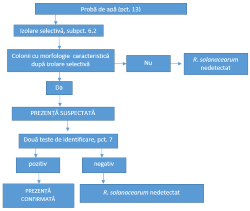 Probă de apă (pct. 13)
Izolare selectivă, subpct. 6.2
Colonii cu morfologie caracteristică
după izolare selectivă
Nu
R. solanacearum
nedetectat
Da
PREZENȚĂ SUSPECTATĂ
Două teste de identificare, pct. 7
pozitiv
negativ
PREZENȚĂ
CONFIRMATĂ
R. solanacearum nedetectat